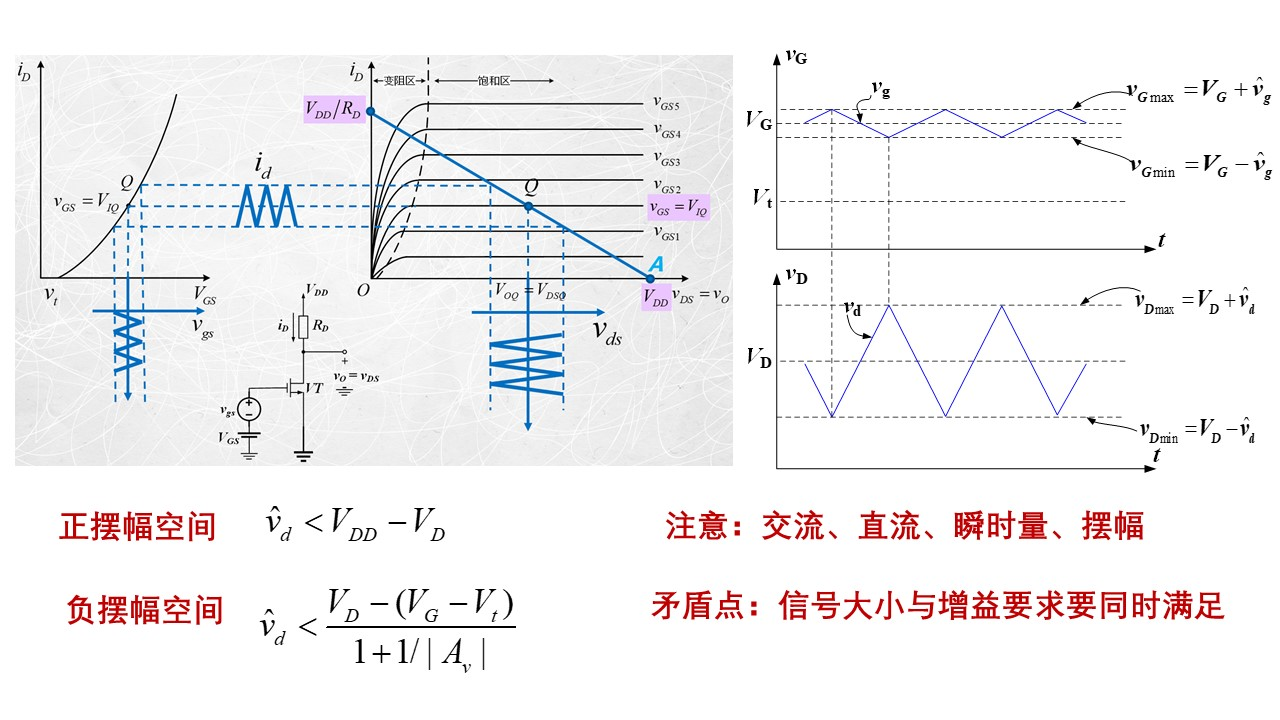 i_D
Q
v_GS = V_IQ
v_t
V_GS
v_gs
i_d
i_D
变阻区
饱和区
V_DD/R_D
v_GS5
v_GS4
v_GS3
v_GS2
Q
v_GS = V_IQ
v_GS1
A
O
V_OQ = V_DSQ
V_DD
v_DS = v_O
v_ds
V_DD
i_D
R_D
+
v_O = v_DS
VT
v_gs
V_GS
v_G
v_g
v_Gmax = V_G + v̂_g
V_G
v_Gmin = V_G − v̂_g
V_t
t
v_D
v_d
v_Dmax = V_D + v̂_d
V_D
v_Dmin = V_D − v̂_d
t
正摆幅空间 v̂_d < V_DD − V_D
负摆幅空间 v̂_d < (V_D − (V_G − V_t)) / (1+1/| A_v |)
注意：交流、直流、瞬时量、摆幅
矛盾点：信号大小与增益要求要同时满足